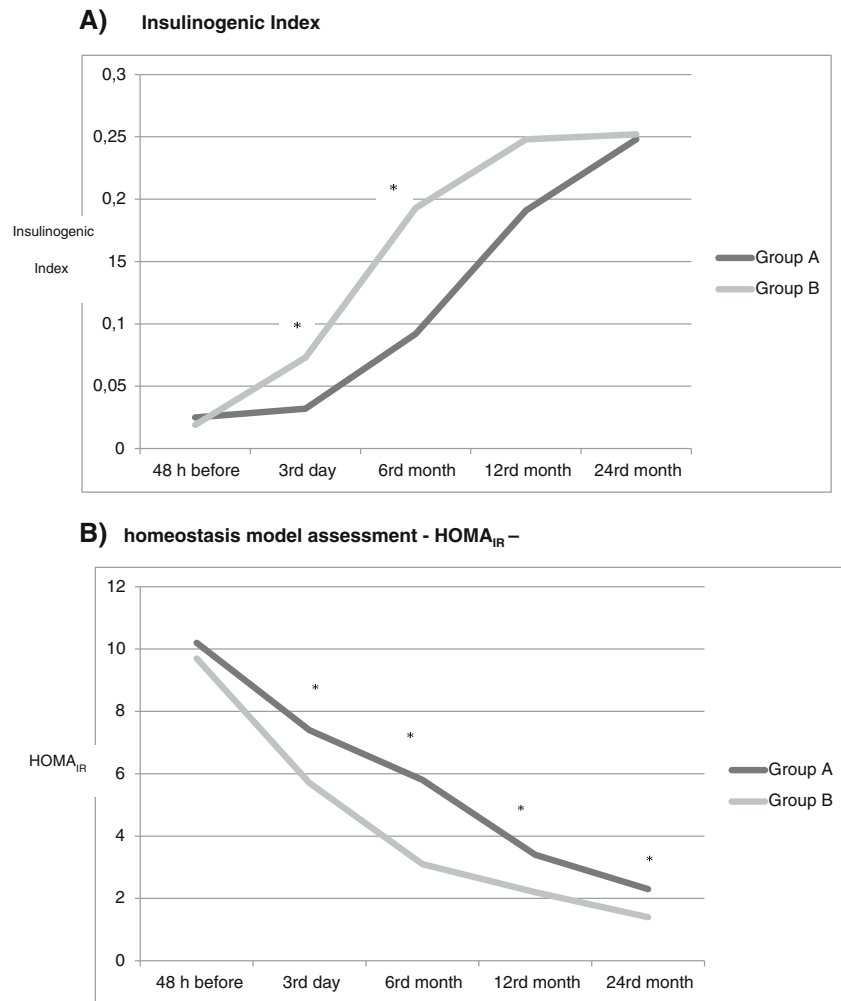 A) Insulinogenic Index
0,3
0,25
*
0,2
Insulinogenic
Index
15
Group A
Group B
*
0,1
0,05
0
48 h before 3rd day 6rd month 12rd month 24rd month
B) homeostasis model assessment - HOMAIR –
12
10
*
8
*
HOMAIR
6
Group A
Group B
*
4
*
2
0
48 h before 3rd day 6rd month 12rd month 24rd month